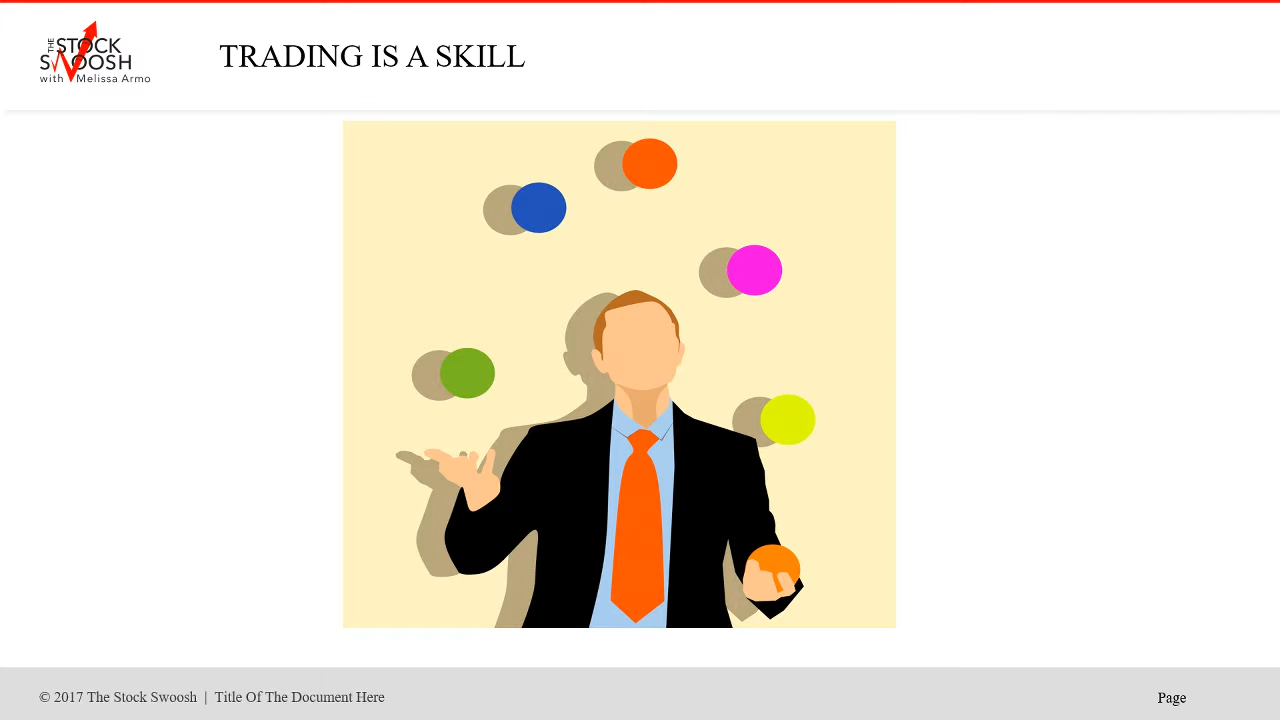 THE STOCK
SWOOSH
with Melissa Armo
TRADING IS A SKILL
© 2017 The Stock Swoosh | Title Of The Document Here
Page